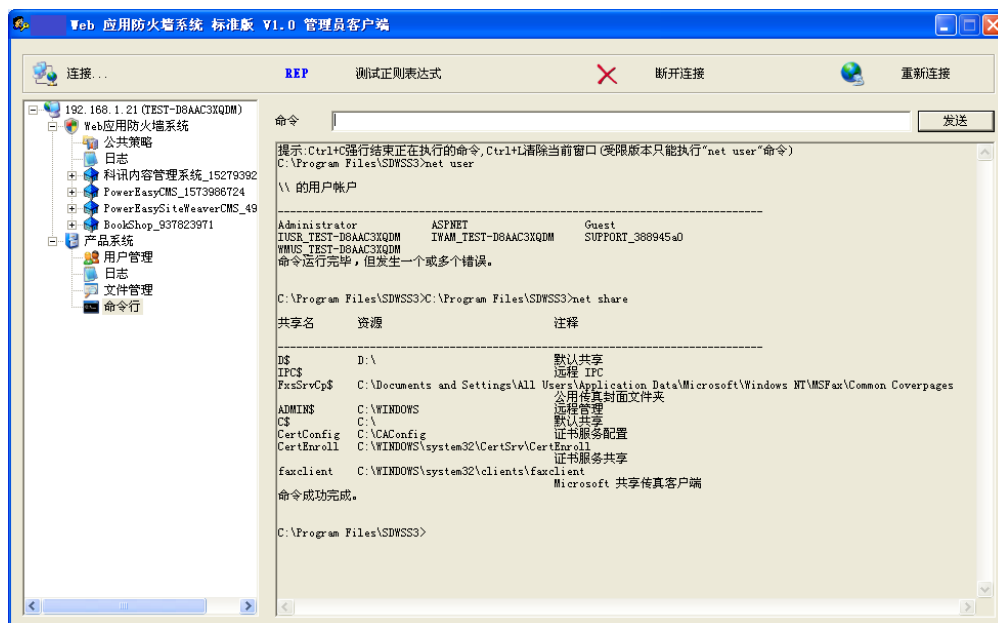 Web 应用防火墙系统 标准版 V1.0 管理员客户端
连接... REP 测试正则表达式 断开连接 重新连接
192.168.1.21(TEST-D8AAC3XQDM)
Web应用防火墙系统
公共策略
日志
科讯内容管理系统_15279392
PowerEasyCMS_1573986724
PowerEasySiteWeaverCMS_49
BookShop_937823971
产品系统
用户管理
日志
文件管理
命令行
命令 发送
提示:Ctrl+C强行结束正在执行的命令,Ctrl+L清除当前窗口(受限版本只能执行"net user"命令)
C:\Program Files\SDWSS3>net user
\\ 的用户帐户
-------------------------------------------------------------------------------
Administrator ASPNET Guest
IUSR_TEST-D8AAC3XQDM IWAM_TEST-D8AAC3XQDM SUPPORT_388945a0
WMUS_TEST-D8AAC3XQDM
命令运行完毕，但发生一个或多个错误。
C:\Program Files\SDWSS3>C:\Program Files\SDWSS3>net share
共享名 资源 注释
-------------------------------------------------------------------------------
D$ D:\ 默认共享
IPC$ 远程 IPC
FxsSrvCp$ C:\Documents and Settings\All Users\Application Data\Microsoft\Windows NT\MSFax\Common Coverpages
公用传真封面文件夹
ADMIN$ C:\WINDOWS 远程管理
C$ C:\ 默认共享
CertConfig C:\CAConfig 证书服务配置
CertEnroll C:\WINDOWS\system32\CertSrv\CertEnroll
证书服务共享
faxclient C:\WINDOWS\system32\clients\faxclient
Microsoft 共享传真客户端
命令成功完成。
C:\Program Files\SDWSS3>